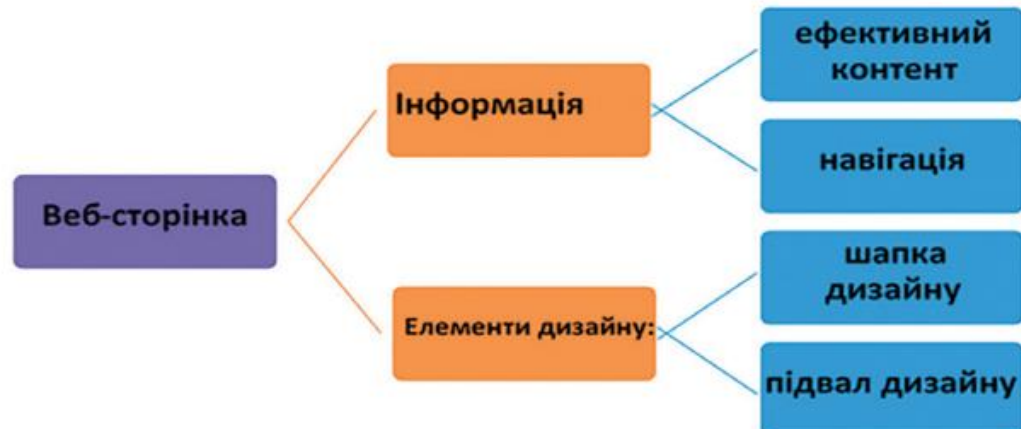 Веб-сторінка
Інформація
ефективний
контент
навігація
Елементи дизайну:
шапка
дизайну
підвал дизайну